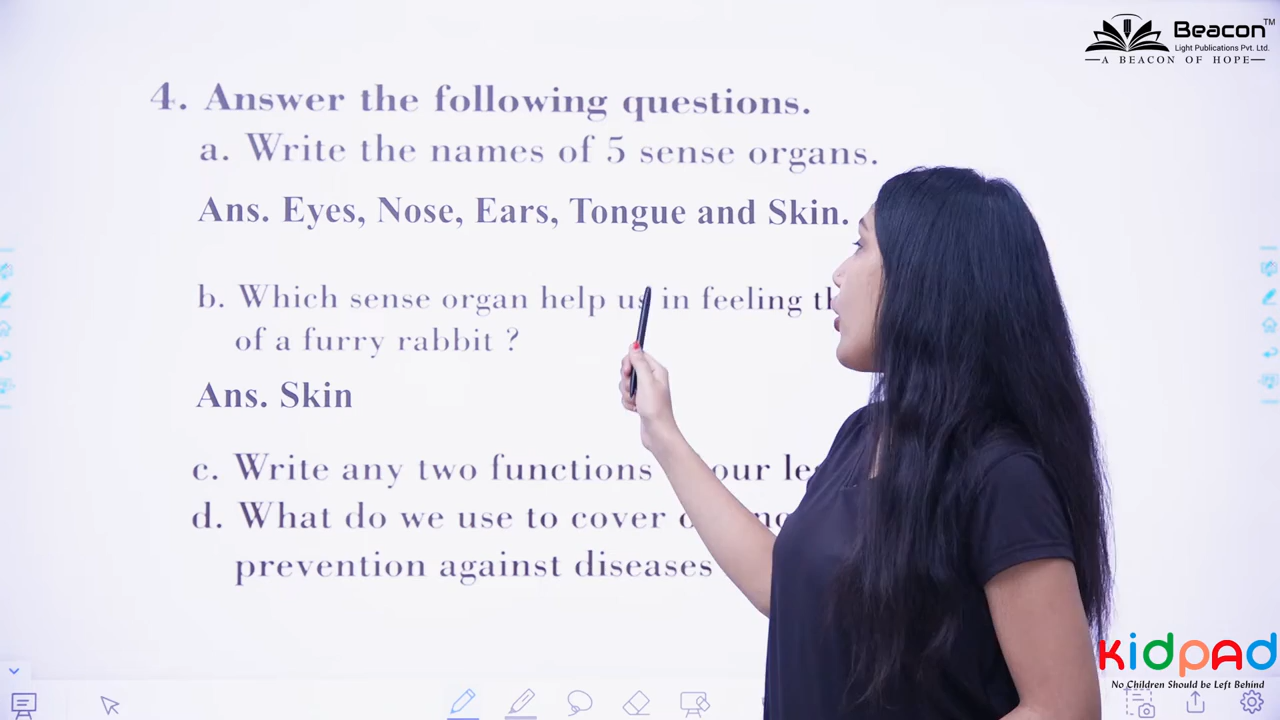 Beacon™
Light Publications Pvt. Ltd.
A BEACON OF HOPE
4. Answer the following questions.
a. Write the names of 5 sense organs.
Ans. Eyes, Nose, Ears, Tongue and Skin.
b. Which sense organ help us in feeling
of a furry rabbit ?
Ans. Skin
c. Write any two functions our
d. What do we use to cover
prevention against diseases
kidpad
No Children Should be Left Behind